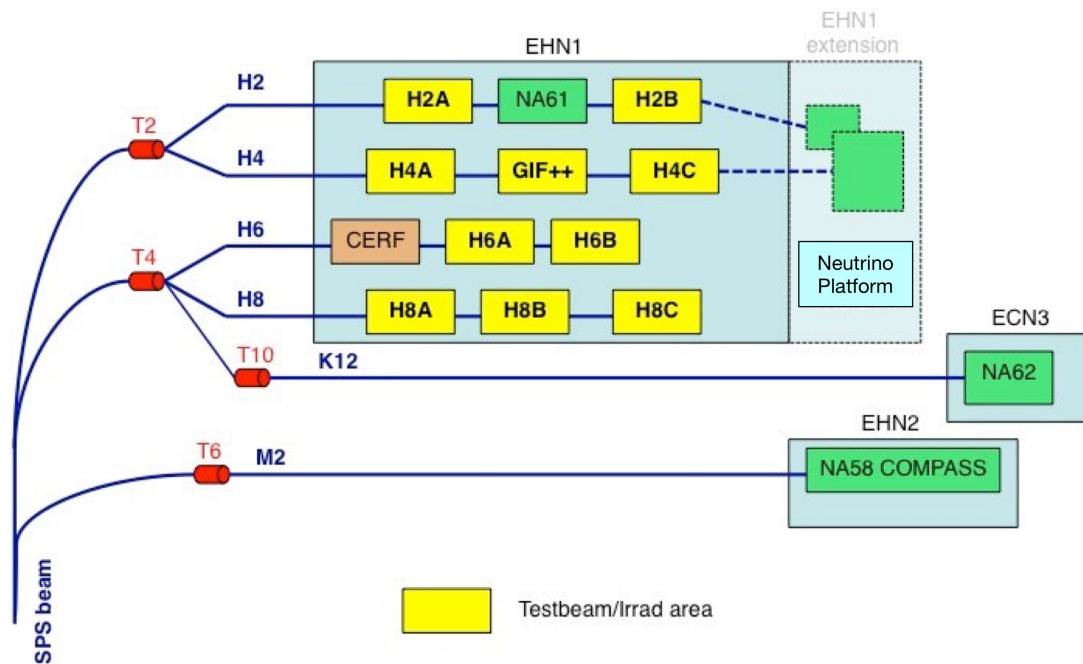 EHN1
EHN1
extension
H2
H2A
NA61
H2B
T2
H4
H4A
GIF++
H4C
H6
CERF
H6A
H6B
T4
Neutrino
Platform
H8
H8A
H8B
H8C
ECN3
T10
K12
NA62
EHN2
T6
M2
NA58 COMPASS
SPS beam
Testbeam/Irrad area